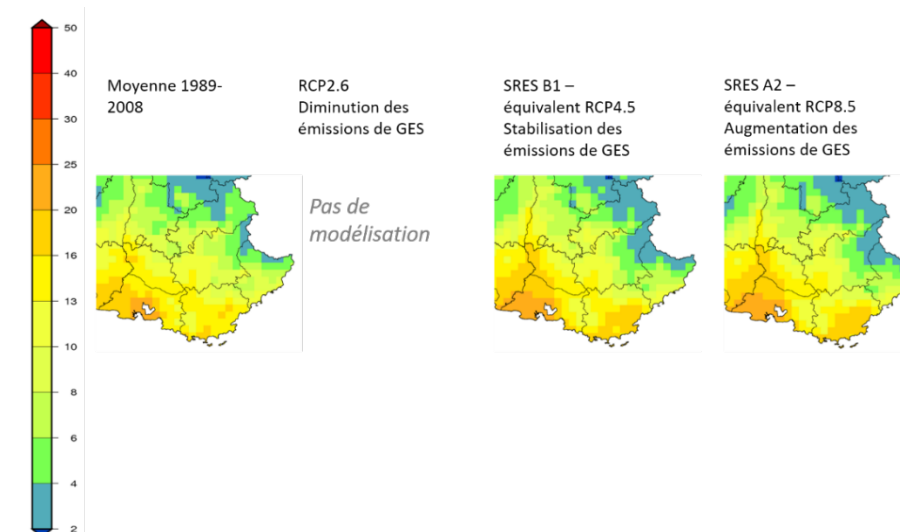 50
40
30
25
20
16
13
10
8
6
4
2
Moyenne 1989-
2008
RCP2.6
Diminution des
émissions de GES
SRES B1 –
équivalent RCP4.5
Stabilisation des
émissions de GES
SRES A2 –
équivalent RCP8.5
Augmentation des
émissions de GES
Pas de
modélisation